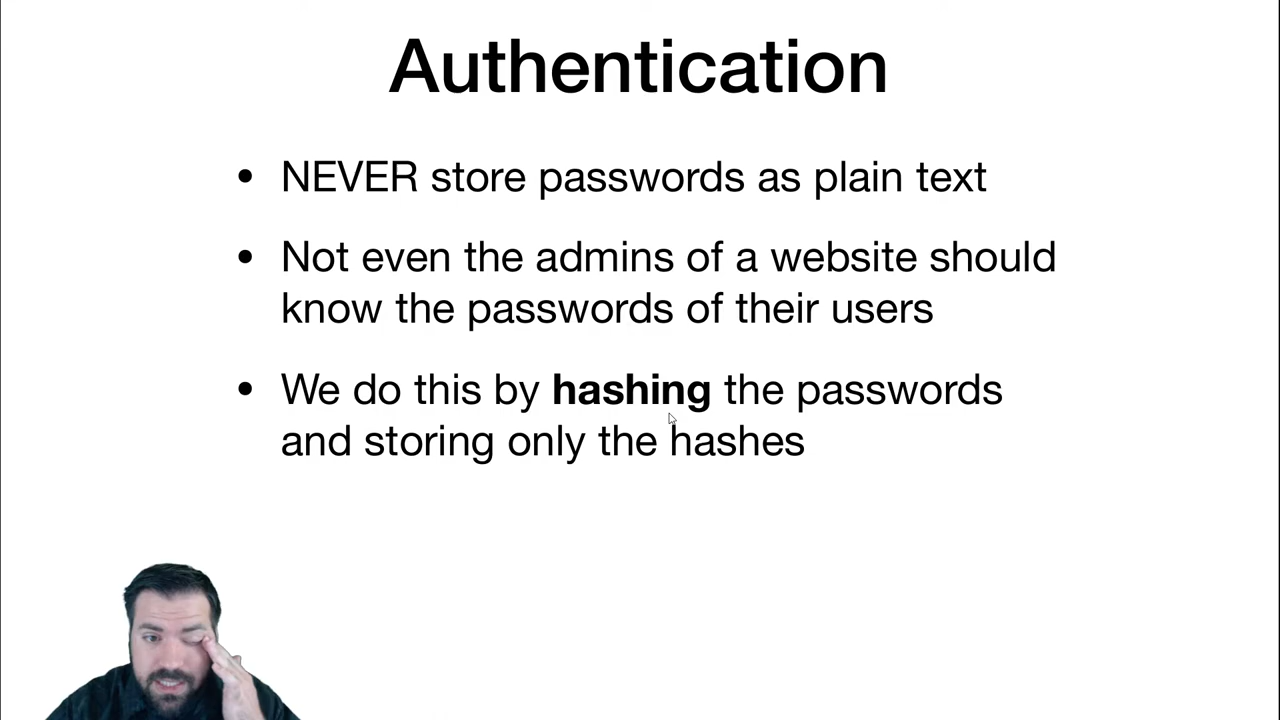 Authentication
• NEVER store passwords as plain text
• Not even the admins of a website should
know the passwords of their users
• We do this by hashing the passwords
and storing only the hashes